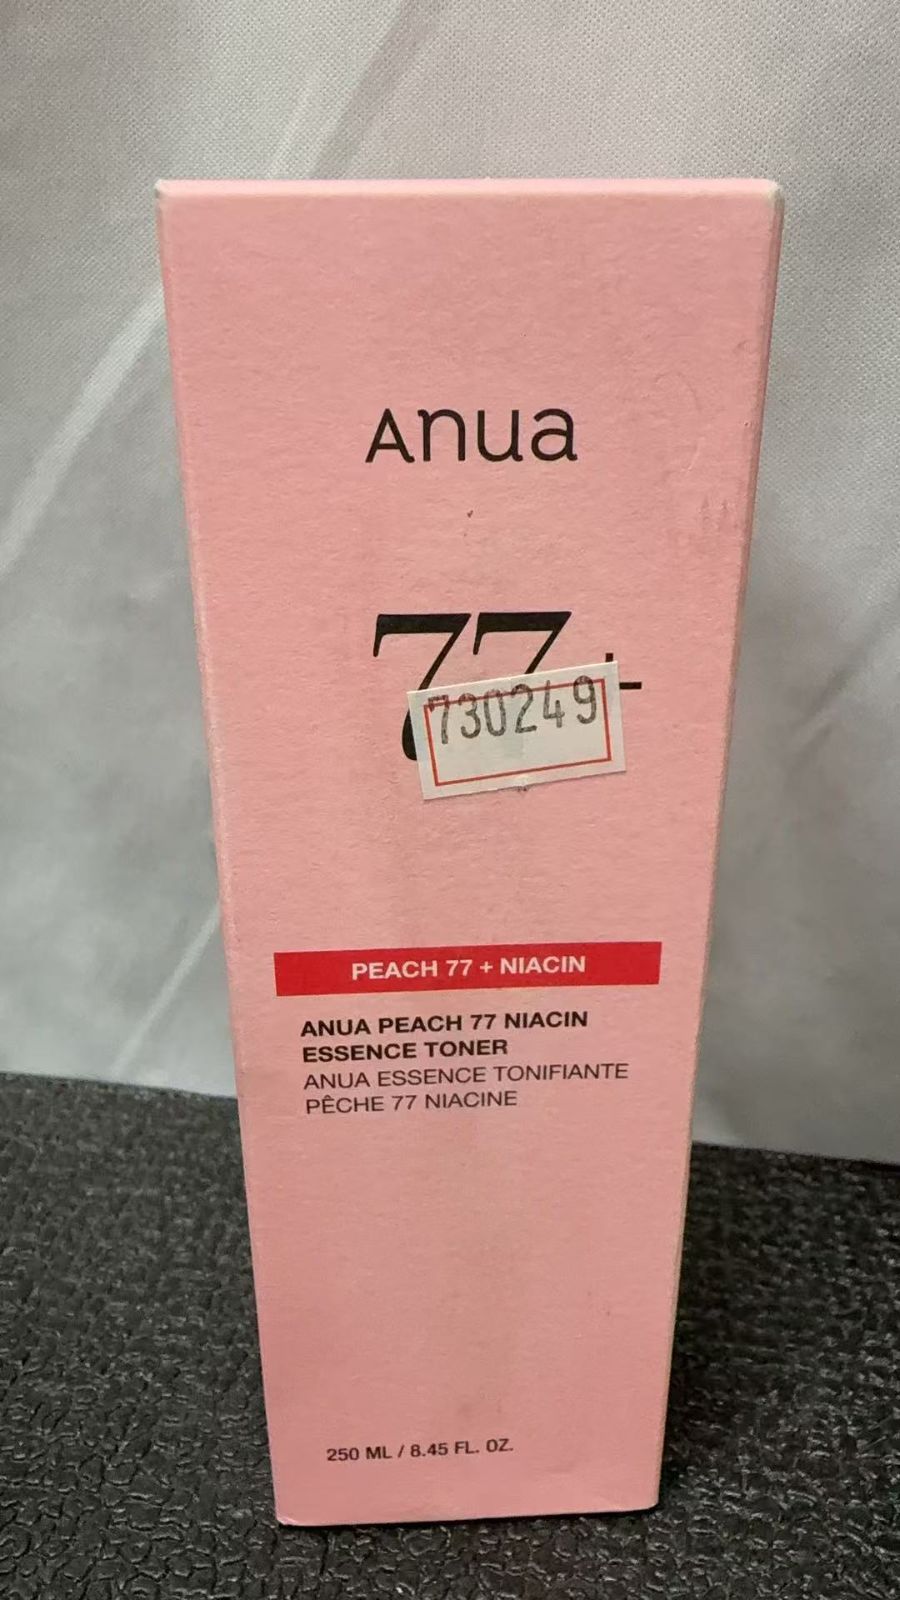 Anua
77+
730249
PEACH 77 + NIACIN
ANUA PEACH 77 NIACIN
ESSENCE TONER
ANUA ESSENCE TONIFIANTE
PÊCHE 77 NIACINE
250 ML / 8.45 FL. OZ.